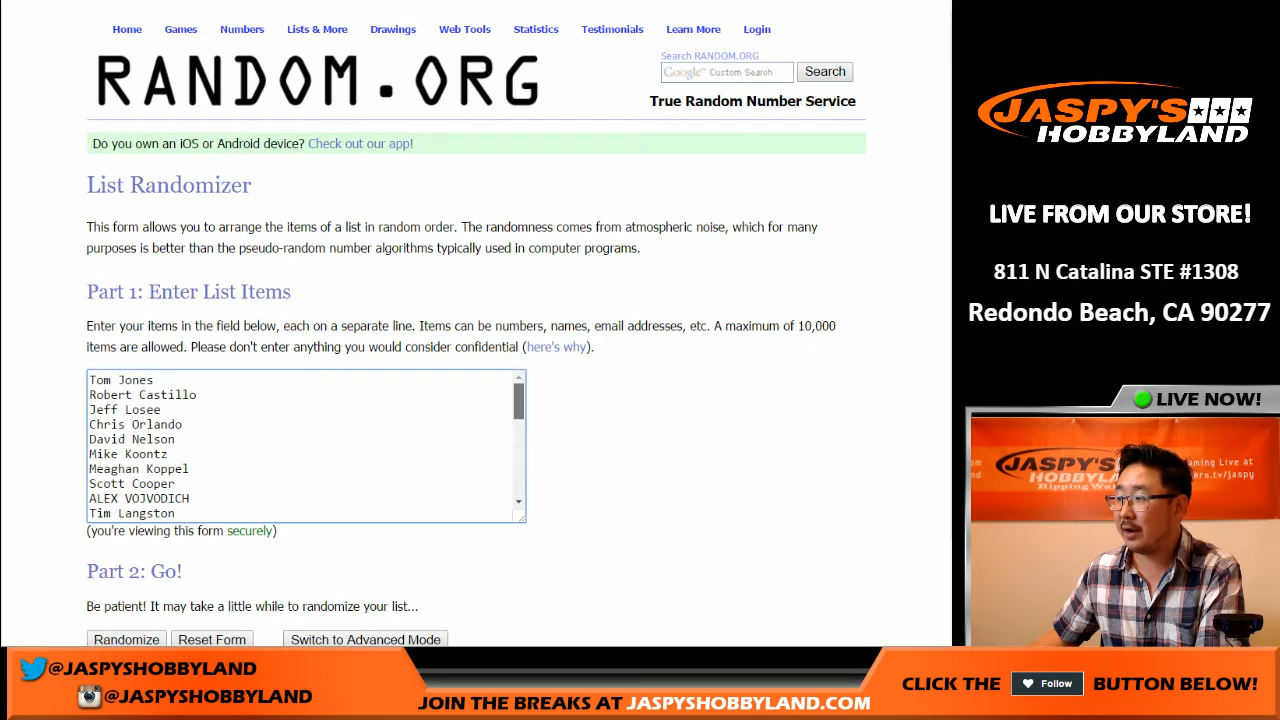 Home Games Numbers Lists & More Drawings Web Tools Statistics Testimonials Learn More Login
RANDOM.ORG
Search RANDOM.ORG
Google™ Custom Search Search
True Random Number Service
Do you own an iOS or Android device? Check out our app!
List Randomizer
This form allows you to arrange the items of a list in random order. The randomness comes from atmospheric noise, which for many
purposes is better than the pseudo-random number algorithms typically used in computer programs.
Part 1: Enter List Items
Enter your items in the field below, each on a separate line. Items can be numbers, names, email addresses, etc. A maximum of 10,000
items are allowed. Please don't enter anything you would consider confidential (here's why).
Tom Jones
Robert Castillo
Jeff Losee
Chris Orlando
David Nelson
Mike Koontz
Meaghan Koppel
Scott Cooper
ALEX VOJVODICH
Tim Langston
(you're viewing this form securely)
Part 2: Go!
Be patient! It may take a little while to randomize your list...
Randomize Reset Form Switch to Advanced Mode
JASPY'S
HOBBYLAND
LIVE FROM OUR STORE!
811 N Catalina STE #1308
Redondo Beach, CA 90277
LIVE NOW!
JASPY'S
HOBBYLAND
@JASPYSHOBBYLAND
@JASPYSHOBBYLAND
JOIN THE BREAKS AT JASPYSHOBBYLAND.COM
CLICK THE Follow BUTTON BELOW!